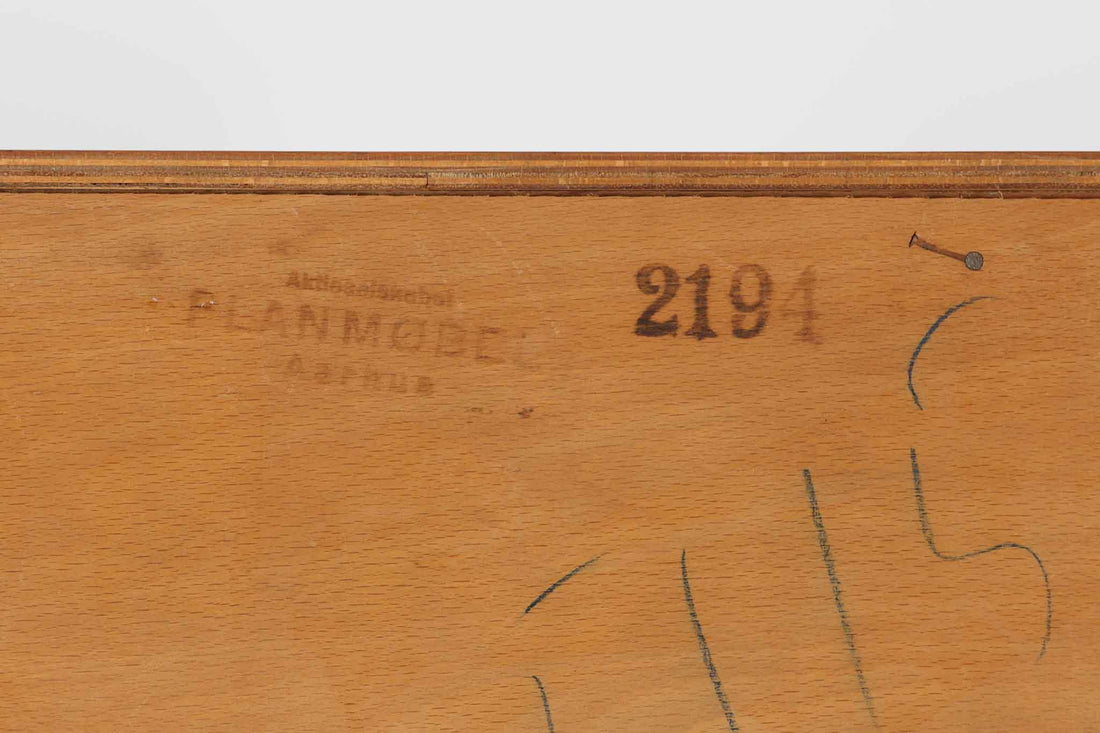 Aktieselskabet
PLANMØBEL
Aarhus
2194